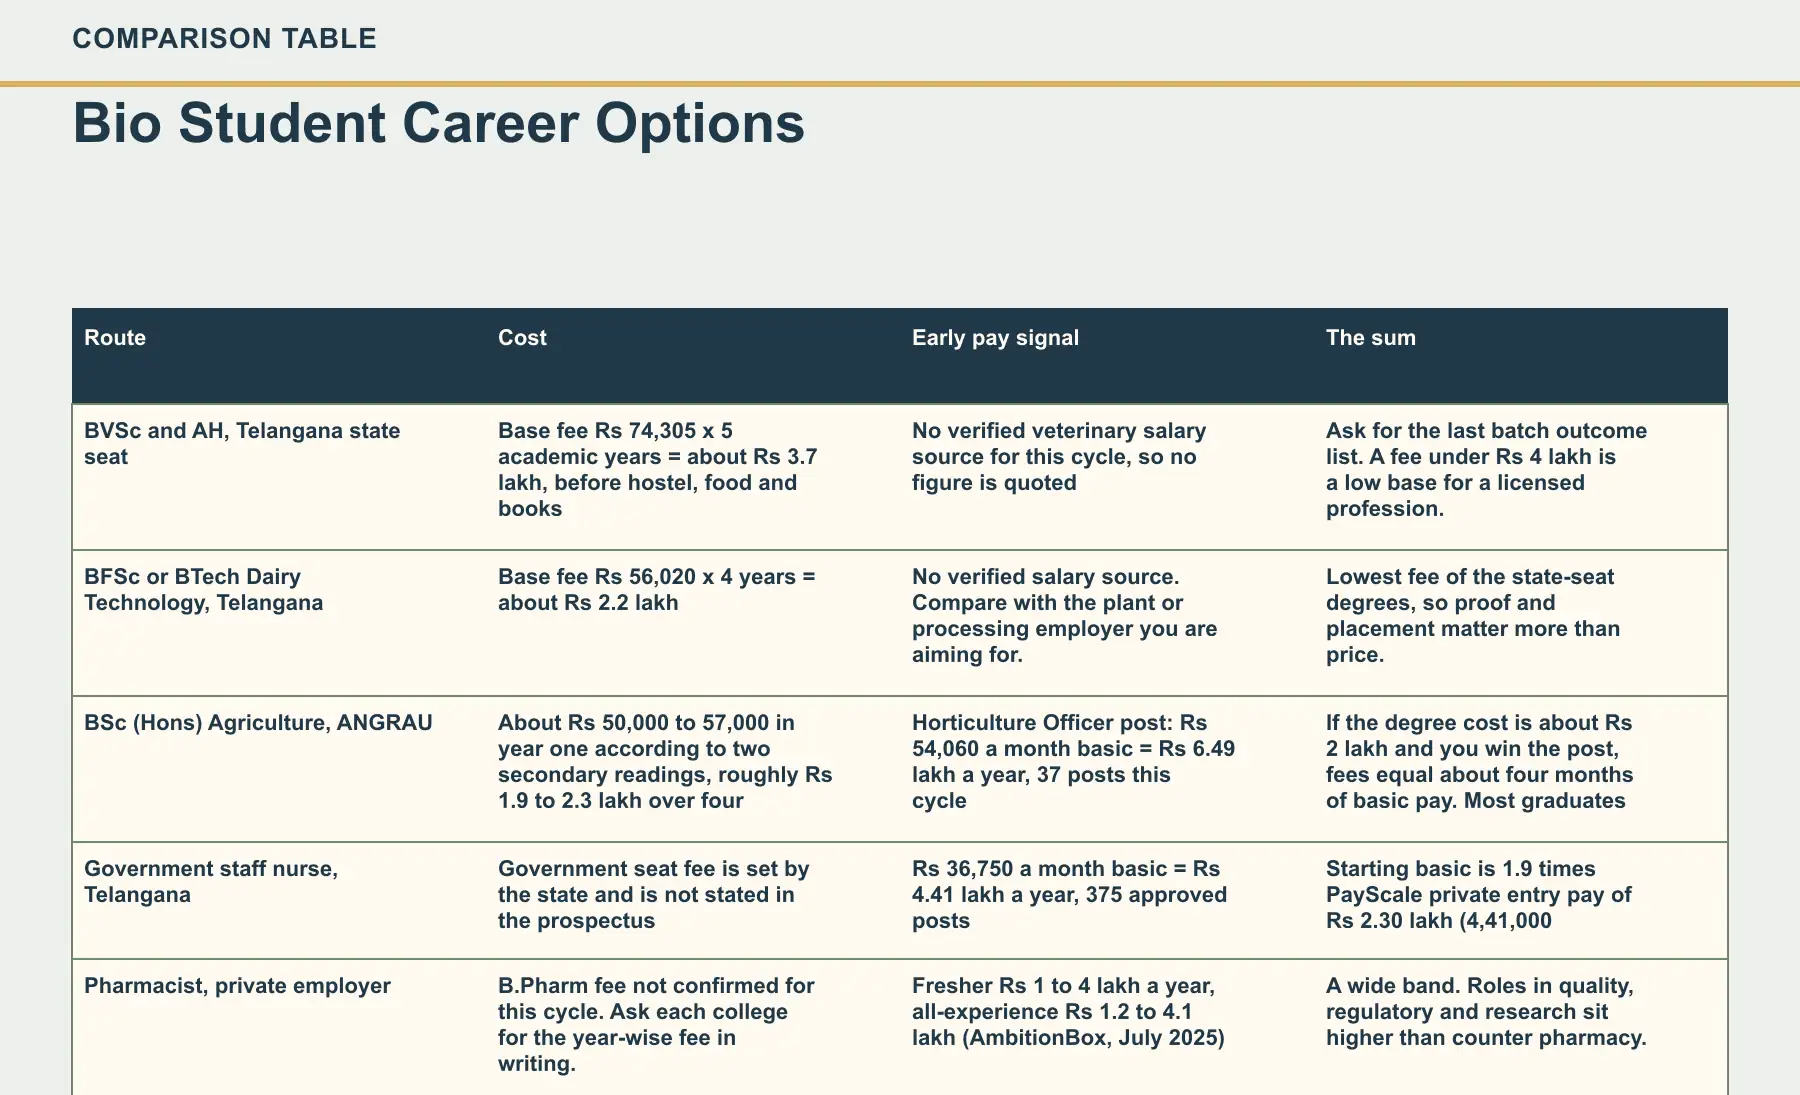 COMPARISON TABLE
Bio Student Career Options
Route Cost Early pay signal The sum
BVSc and AH, Telangana state
seat
Base fee Rs 74,305 x 5
academic years = about Rs 3.7
lakh, before hostel, food and
books
No verified veterinary salary
source for this cycle, so no
figure is quoted
Ask for the last batch outcome
list. A fee under Rs 4 lakh is
a low base for a licensed
profession.
BFSc or BTech Dairy
Technology, Telangana
Base fee Rs 56,020 x 4 years =
about Rs 2.2 lakh
No verified salary source.
Compare with the plant or
processing employer you are
aiming for.
Lowest fee of the state-seat
degrees, so proof and
placement matter more than
price.
BSc (Hons) Agriculture, ANGRAU
About Rs 50,000 to 57,000 in
year one according to two
secondary readings, roughly Rs
1.9 to 2.3 lakh over four
Horticulture Officer post: Rs
54,060 a month basic = Rs 6.49
lakh a year, 37 posts this
cycle
If the degree cost is about Rs
2 lakh and you win the post,
fees equal about four months
of basic pay. Most graduates
Government staff nurse,
Telangana
Government seat fee is set by
the state and is not stated in
the prospectus
Rs 36,750 a month basic = Rs
4.41 lakh a year, 375 approved
posts
Starting basic is 1.9 times
PayScale private entry pay of
Rs 2.30 lakh (4,41,000
Pharmacist, private employer
B.Pharm fee not confirmed for
this cycle. Ask each college
for the year-wise fee in
writing.
Fresher Rs 1 to 4 lakh a year,
all-experience Rs 1.2 to 4.1
lakh (AmbitionBox, July 2025)
A wide band. Roles in quality,
regulatory and research sit
higher than counter pharmacy.